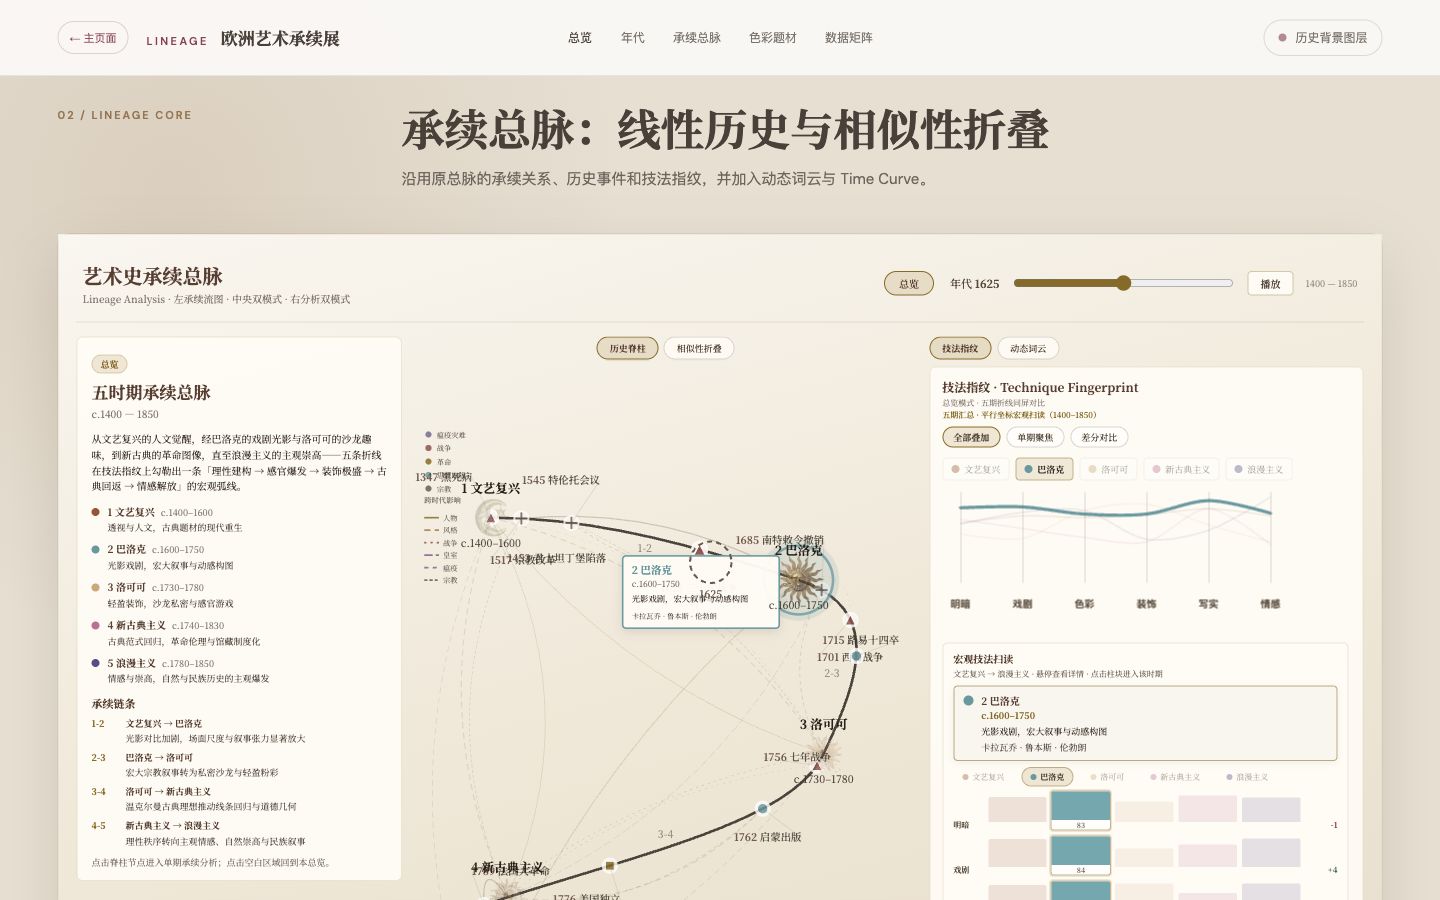 ← 主页面
LINEAGE 欧洲艺术承续展
总览 年代 承续总脉 色彩题材 数据矩阵
历史背景图层
02 / LINEAGE CORE
承续总脉：线性历史与相似性折叠
沿用原总脉的承续关系、历史事件和技法指纹，并加入动态词云与 Time Curve。
艺术史承续总脉
Lineage Analysis · 左承续流图 · 中央双模式 · 右分析双模式
总览 年代 1625 播放 1400 — 1850
总览
五时期承续总脉
c.1400 — 1850
从文艺复兴的人文觉醒，经巴洛克的戏剧光影与洛可可的沙龙趣
味，到新古典的革命图像，直至浪漫主义的主观崇高——五条折线
在技法指纹上勾勒出一条「理性建构 → 感官爆发 → 装饰极盛 → 古
典回返 → 情感解放」的宏观弧线。
1 文艺复兴 c.1400–1600
透视与人文，古典题材的现代重生
2 巴洛克 c.1600–1750
光影戏剧，宏大叙事与动感构图
3 洛可可 c.1730–1780
轻盈装饰，沙龙私密与感官游戏
4 新古典主义 c.1740–1830
古典范式回归，革命伦理与馆藏制度化
5 浪漫主义 c.1780–1850
情感与崇高，自然与民族历史的主观爆发
承续链条
1-2 文艺复兴 → 巴洛克
光影对比加剧，场面尺度与叙事张力显著放大
2-3 巴洛克 → 洛可可
宏大宗教叙事转为私密沙龙与轻盈粉彩
3-4 洛可可 → 新古典主义
温克尔曼古典理想推动线条回归与道德几何
4-5 新古典主义 → 浪漫主义
理性秩序转向主观情感、自然崇高与民族叙事
点击脊柱节点进入单期承续分析；点击空白区域回到本总览。
历史脊柱 相似性折叠
瘟疫灾难
战争
革命
宗教
跨时代影响
人物
风格
战争
皇室
瘟疫
宗教
1347 黑死病
1 文艺复兴
1545 特伦托会议
c.1400–1600
1517 宗教改革
1-2
1685 南特敕令撤销
2 巴洛克
c.1600–1750
2 巴洛克
c.1600–1750
1625
光影戏剧，宏大叙事与动感构图
卡拉瓦乔 · 鲁本斯 · 伦勃朗
1715 路易十四卒
2-3
3 洛可可
1756 七年战争
c.1730–1780
1762 启蒙出版
3-4
4 新古典主义
1776 美国独立
技法指纹 动态词云
技法指纹 · Technique Fingerprint
总览模式 · 五期折线同屏对比
五期汇总 · 平行坐标宏观扫读（1400–1850）
全部叠加 单期聚焦 差分对比
文艺复兴 巴洛克 洛可可 新古典主义 浪漫主义
明暗 戏剧 色彩 装饰 写实 情感
宏观技法扫读
文艺复兴 → 浪漫主义 · 悬停查看详情 · 点击柱块进入该时期
2 巴洛克
c.1600–1750
光影戏剧，宏大叙事与动感构图
卡拉瓦乔 · 鲁本斯 · 伦勃朗
文艺复兴 巴洛克 洛可可 新古典主义 浪漫主义
明暗 83 -1
戏剧 84 +4